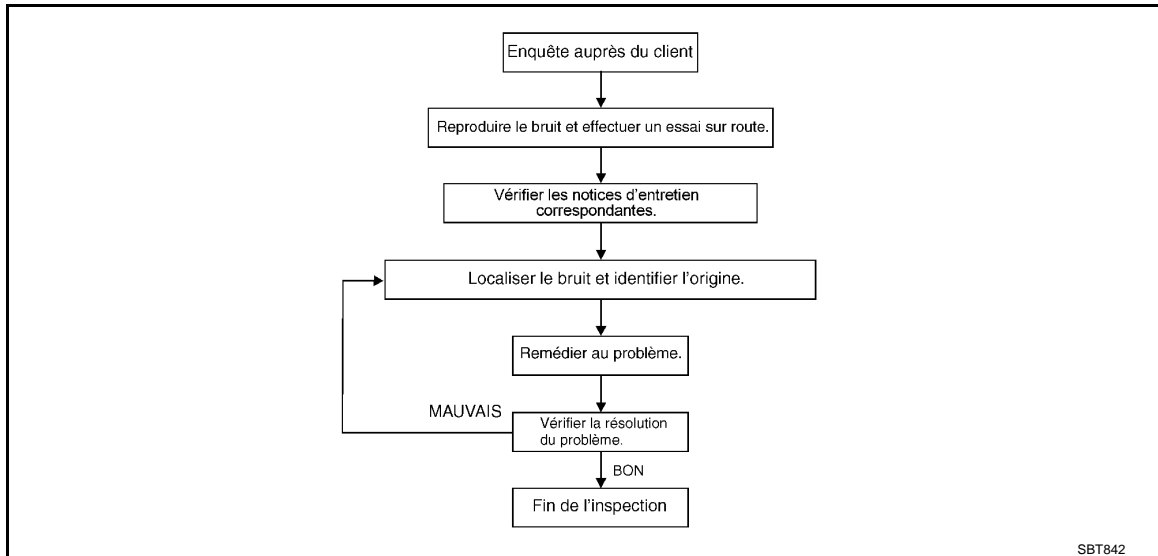 Enquête auprès du client
Reproduire le bruit et effectuer un essai sur route.
Vérifier les notices d'entretien
correspondantes.
Localiser le bruit et identifier l'origine.
Remédier au problème.
MAUVAIS
Vérifier la résolution
du problème.
BON
Fin de l'inspection
SBT842